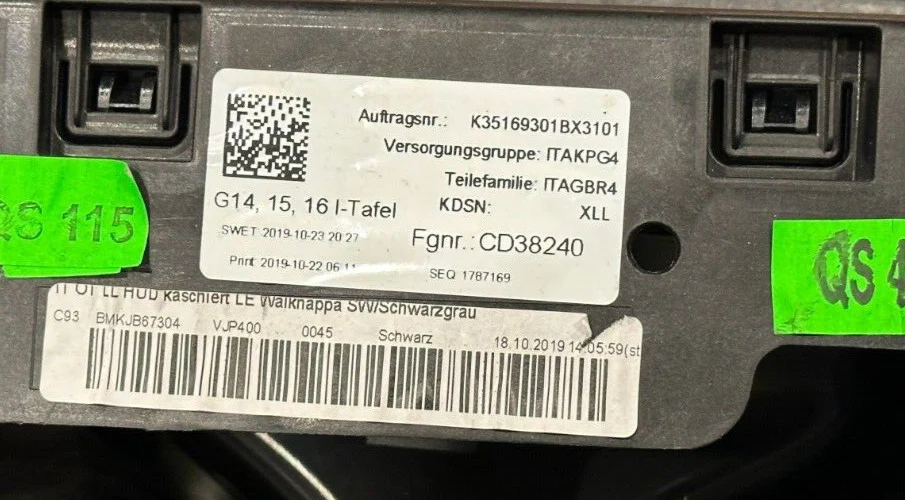 QS 115
Auftragsnr.: K35169301BX3101
Versorgungsgruppe: ITAKPG4
Teilefamilie: ITAGBR4
KDSN: XLL
G14, 15, 16 I-Tafel
Fgnr.: CD38240
SWET 2019-10-23 20 27
Print 2019-10-22 06
SEQ 1787169
QS 4
LL HUD kaschiert LE Walknappa SW/Schwarzgrau
C93 BMKJB67304 VJP400 0045 Schwarz 18.10.2019 14:05:59(st